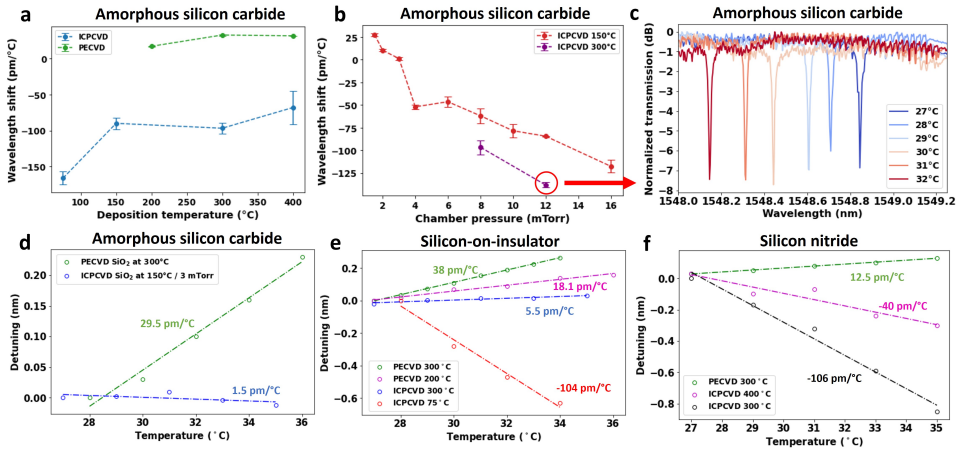 a
Amorphous silicon carbide
ICPCVD
PECVD
Wavelength shift (pm/°C)
0
−50
−100
−150
100 150 200 250 300 350 400
Deposition temperature (°C)
b
Amorphous silicon carbide
ICPCVD 150°C
ICPCVD 300°C
Wavelength shift (pm/°C)
25
0
−25
−50
−75
−100
−125
2 4 6 8 10 12 14 16
Chamber pressure (mTorr)
c
Amorphous silicon carbide
Normalized transmission (dB)
0
−1
−2
−3
−4
−5
−6
−7
−8
27°C
28°C
29°C
30°C
31°C
32°C
1548.0 1548.2 1548.4 1548.6 1548.8 1549.0 1549.2
Wavelength (nm)
d
Amorphous silicon carbide
PECVD SiO₂ at 300°C
ICPCVD SiO₂ at 150°C / 3 mTorr
29.5 pm/°C
1.5 pm/°C
Detuning (nm)
0.20
0.15
0.10
0.05
0.00
28 30 32 34 36
Temperature (°C)
e
Silicon-on-insulator
38 pm/°C
18.1 pm/°C
5.5 pm/°C
-104 pm/°C
PECVD 300°C
PECVD 200°C
ICPCVD 300°C
ICPCVD 75°C
Detuning (nm)
0.2
0.0
−0.2
−0.4
−0.6
28 30 32 34 36
Temperature (°C)
f
Silicon nitride
12.5 pm/°C
-40 pm/°C
-106 pm/°C
PECVD 300°C
ICPCVD 400°C
ICPCVD 300°C
Detuning (nm)
0.2
0.0
−0.2
−0.4
−0.6
−0.8
27 29 31 33 35
Temperature (°C)